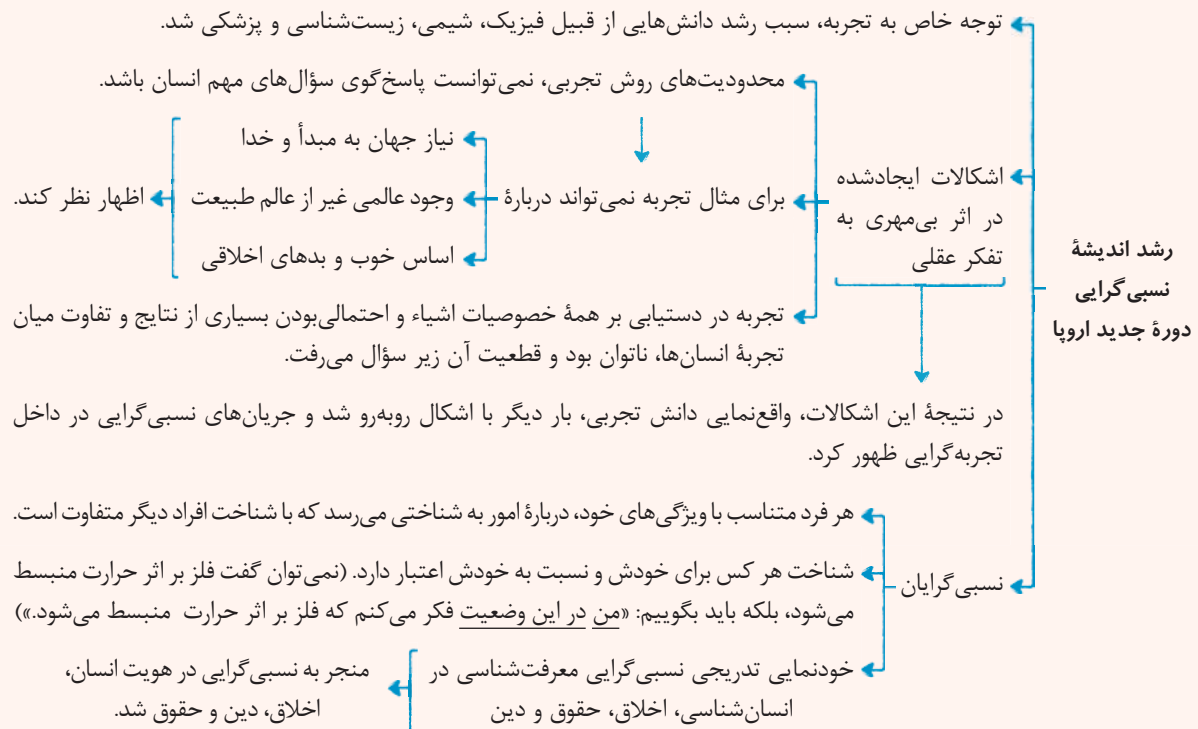 توجه خاص به تجربه، سبب رشد دانش‌هایی از قبیل فیزیک، شیمی، زیست‌شناسی و پزشکی شد.
محدودیت‌های روش تجربی، نمی‌توانست پاسخ‌گوی سؤال‌های مهم انسان باشد.
رشد اندیشۀ
نسبی‌گرایی
دورۀ جدید اروپا
اشکالات ایجادشده
در اثر بی‌مهری به
تفکر عقلی
برای مثال تجربه نمی‌تواند دربارۀ
نیاز جهان به مبدأ و خدا
وجود عالمی غیر از عالم طبیعت
اساس خوب و بدهای اخلاقی
اظهار نظر کند.
تجربه در دستیابی بر همۀ خصوصیات اشیاء و احتمالی‌بودن بسیاری از نتایج و تفاوت میان
تجربۀ انسان‌ها، ناتوان بود و قطعیت آن زیر سؤال می‌رفت.
در نتیجۀ این اشکالات، واقع‌نمایی دانش تجربی، بار دیگر با اشکال روبه‌رو شد و جریان‌های نسبی‌گرایی در داخل
تجربه‌گرایی ظهور کرد.
نسبی‌گرایان
هر فرد متناسب با ویژگی‌های خود، دربارۀ امور به شناختی می‌رسد که با شناخت افراد دیگر متفاوت است.
شناخت هر کس برای خودش و نسبت به خودش اعتبار دارد. (نمی‌توان گفت فلز بر اثر حرارت منبسط
می‌شود، بلکه باید بگوییم: «من در این وضعیت فکر می‌کنم که فلز بر اثر حرارت منبسط می‌شود.»)
خودنمایی تدریجی نسبی‌گرایی معرفت‌شناسی در
انسان‌شناسی، اخلاق، حقوق و دین
منجر به نسبی‌گرایی در هویت انسان،
اخلاق، دین و حقوق شد.